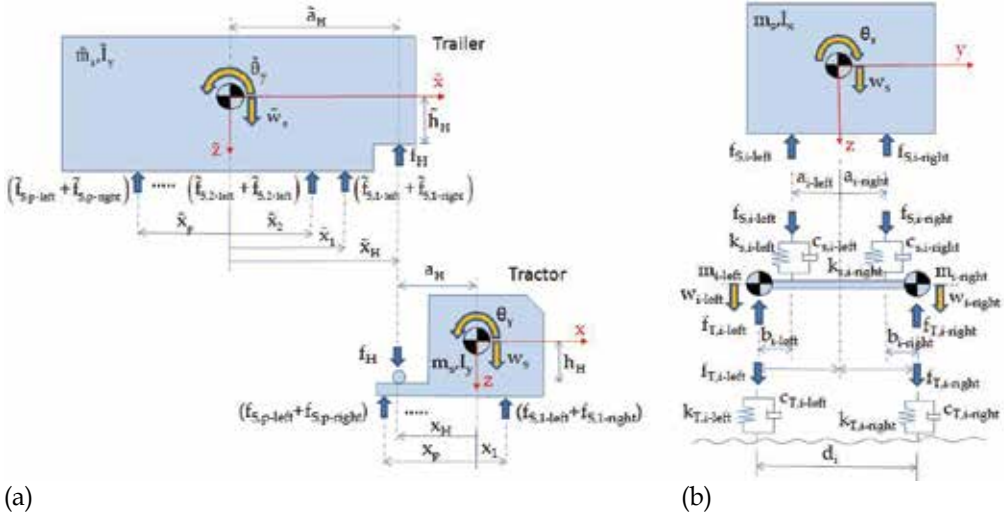 ã_H
Trailer
m̃_s,Ĩ_y
θ̃_y
x̃
w̃_s
h̃_H
z̃
f_H
(f̃_S,p-left + f̃_S,p-right) ..... (f̃_S,2-left + f̃_S,2-left) (f̃_S,1-left + f̃_S,1-right)
x̃_p
x̃_2
x̃_1
x̃_H
a_H
Tractor
θ_y
x
f_H
m_s,I_y
w_s
z
h_H
(f_S,p-left+f_S,p-right) ..... (f_S,1-left+f_S,1-right)
x_H
x_p
x_1
(a)
m_s,I_x
θ_x
y
w_s
z
f_S,i-left
f_S,i-right
a_i-left
a_i-right
f_S,i-left
f_S,i-right
k_s,i-left
c_s,i-left
k_s,i-right
c_s,i-right
m_i-left
m_i-right
w_i-left
w_i-right
f_T,i-left
f_T,i-right
b_i-left
b_i-right
f_T,i-left
f_T,i-right
k_T,i-left
c_T,i-left
k_T,i-right
c_T,i-right
d_i
(b)